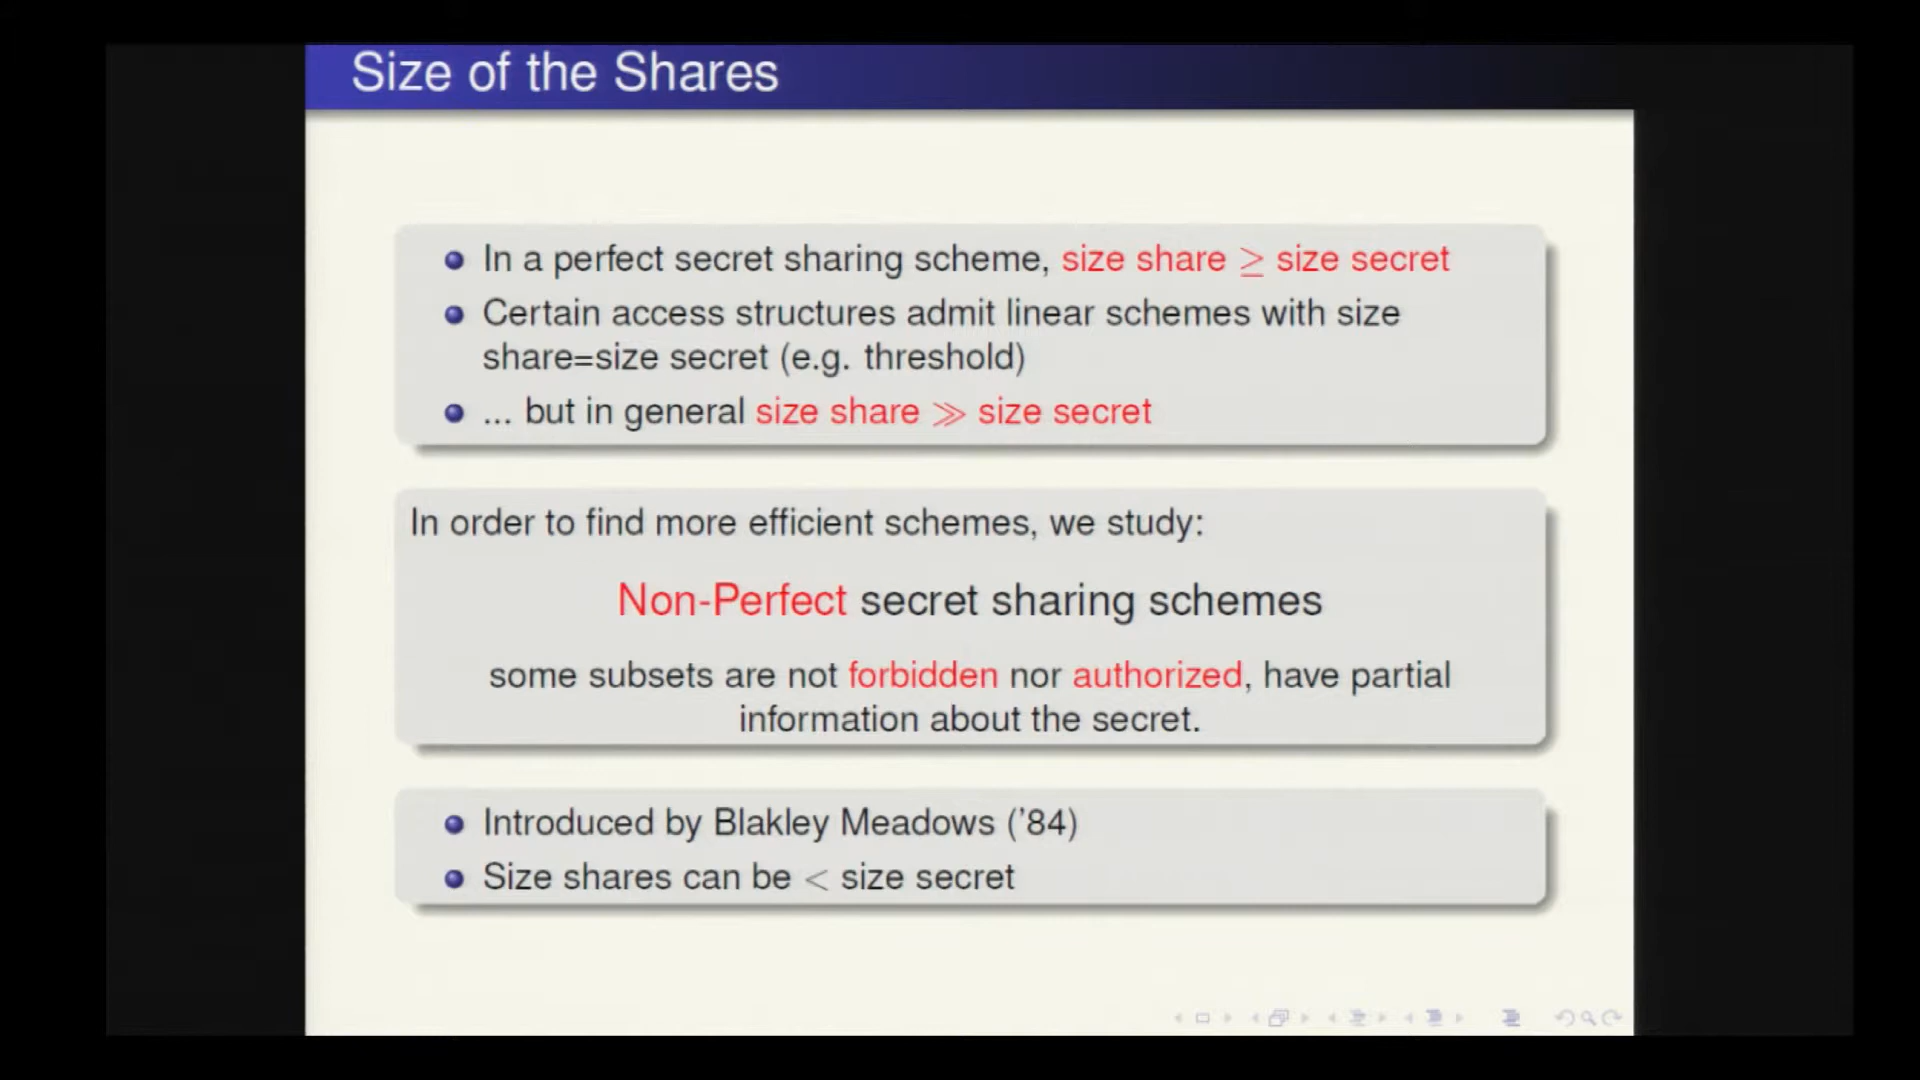 Size of the Shares
In a perfect secret sharing scheme, size share ≥ size secret
Certain access structures admit linear schemes with size
share=size secret (e.g. threshold)
... but in general size share ≫ size secret
In order to find more efficient schemes, we study:
Non-Perfect secret sharing schemes
some subsets are not forbidden nor authorized, have partial
information about the secret.
Introduced by Blakley Meadows ('84)
Size shares can be < size secret